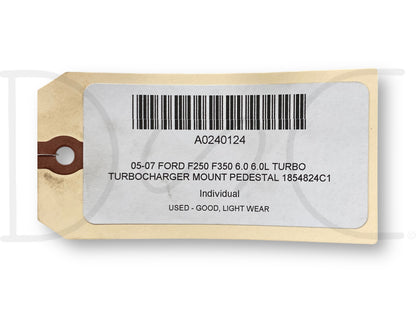 A0240124
05-07 FORD F250 F350 6.0 6.0L TURBO
TURBOCHARGER MOUNT PEDESTAL 1854824C1
Individual
USED - GOOD, LIGHT WEAR